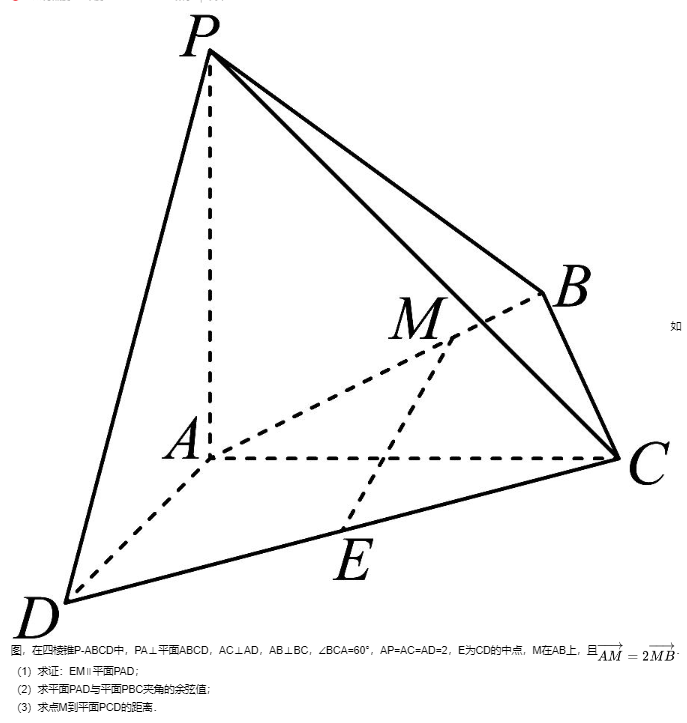 P
B
M
如
A
C
E
D
图，在四棱锥P-ABCD中，PA⊥平面ABCD，AC⊥AD，AB⊥BC，∠BCA=60°，AP=AC=AD=2，E为CD的中点，M在AB上，且$\overrightarrow{AM}=2\overrightarrow{MB}$.
(1) 求证：EM∥平面PAD；
(2) 求平面PAD与平面PBC夹角的余弦值；
(3) 求点M到平面PCD的距离.